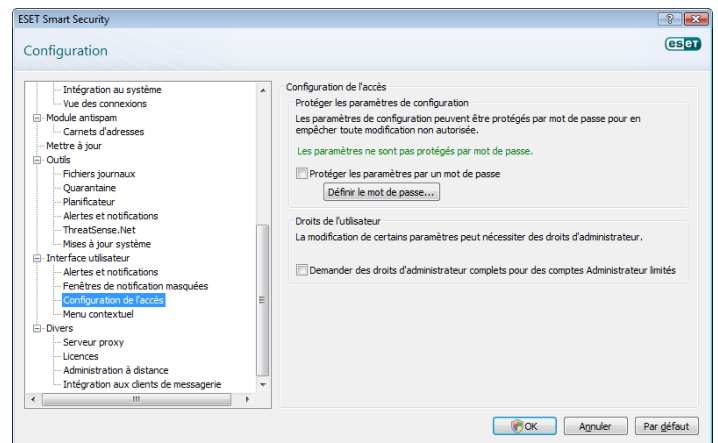 ESET Smart Security
Configuration
eset
Intégration au système
Vue des connexions
Module antispam
Carnets d'adresses
Mettre à jour
Outils
Fichiers journaux
Quarantaine
Planificateur
Alertes et notifications
ThreatSense.Net
Mises à jour système
Interface utilisateur
Alertes et notifications
Fenêtres de notification masquées
Configuration de l'accès
Menu contextuel
Divers
Serveur proxy
Licences
Administration à distance
Intégration aux clients de messagerie
Configuration de l'accès
Protéger les paramètres de configuration
Les paramètres de configuration peuvent être protégés par mot de passe pour en
empêcher toute modification non autorisée.
Les paramètres ne sont pas protégés par mot de passe.
Protéger les paramètres par un mot de passe
Définir le mot de passe...
Droits de l'utilisateur
La modification de certains paramètres peut nécessiter des droits d'administrateur.
Demander des droits d'administrateur complets pour des comptes Administrateur limités
OK
Annuler
Par défaut